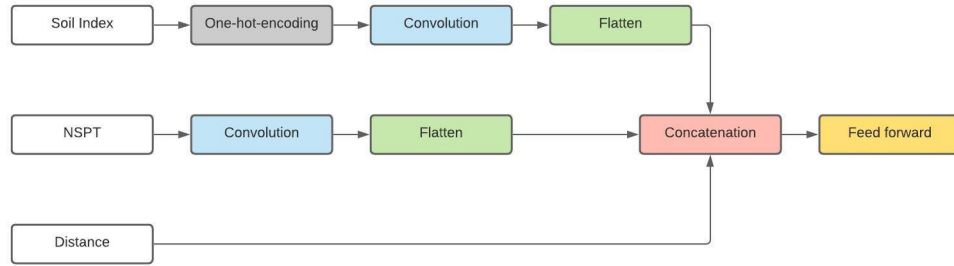 Soil Index
One-hot-encoding
Convolution
Flatten
NSPT
Convolution
Flatten
Concatenation
Feed forward
Distance